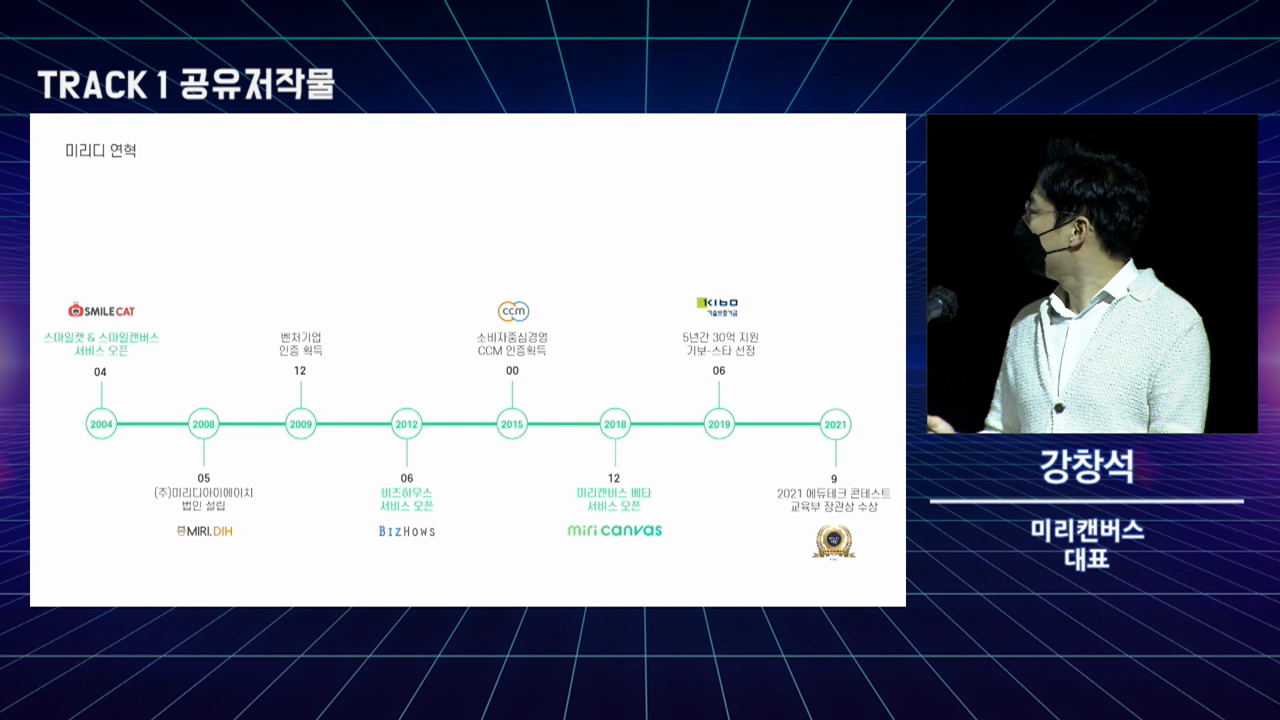 TRACK 1 공유저작물
미리디 연혁
SMILE CAT
스마일캣 & 스마일캔버스
서비스 오픈
04
벤처기업
인증 획득
12
ccm
소비자중심경영
CCM 인증획득
00
KIBO
기술보증기금
5년간 30억 지원
기보-스타 선정
06
2004
2008
2009
2012
2015
2018
2019
2021
05
(주)미리디아이에이치
법인 설립
MIRI.DIH
06
비즈하우스
서비스 오픈
BIZHOWS
12
미리캔버스 베타
서비스 오픈
miri canvas
9
2021 에듀테크 콘테스트
교육부 장관상 수상
강창석
미리캔버스
대표